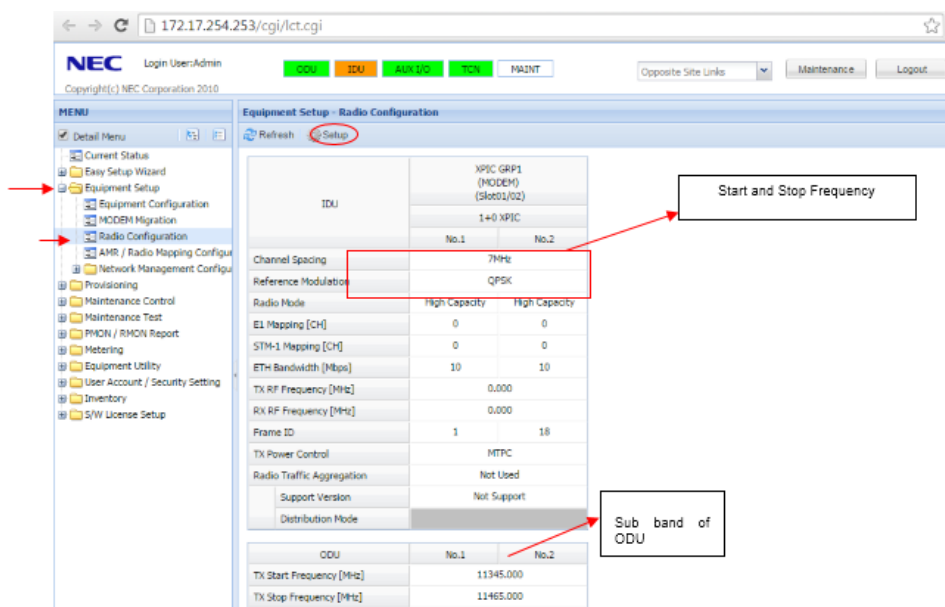 172.17.254.253/cgi/lct.cgi
NEC Login User:Admin
ODU IDU AUX I/O TCN MAINT
Opposite Site Links Maintenance Logout
Copyright(c) NEC Corporation 2010
MENU
Equipment Setup - Radio Configuration
Detail Menu
Refresh Setup
Current Status
Easy Setup Wizard
Equipment Setup
Equipment Configuration
MODEM Migration
Radio Configuration
AMR / Radio Mapping Configur
Network Management Configu
Provisioning
Maintenance Control
Maintenance Test
PMON / RMON Report
Metering
Equipment Utility
User Account / Security Setting
Inventory
S/W License Setup
IDU
XPIC GRP1
(MODEM)
(Slot01/02)
1+0 XPIC
No.1 No.2
Channel Spacing 7MHz
Reference Modulation QPSK
Radio Mode High Capacity High Capacity
E1 Mapping [CH] 0 0
STM-1 Mapping [CH] 0 0
ETH Bandwidth [Mbps] 10 10
TX RF Frequency [MHz] 0.000
RX RF Frequency [MHz] 0.000
Frame ID 1 18
TX Power Control MTPC
Radio Traffic Aggregation Not Used
Support Version Not Support
Distribution Mode
ODU No.1 No.2
TX Start Frequency [MHz] 11345.000
TX Stop Frequency [MHz] 11465.000
Start and Stop Frequency
Sub band of
ODU